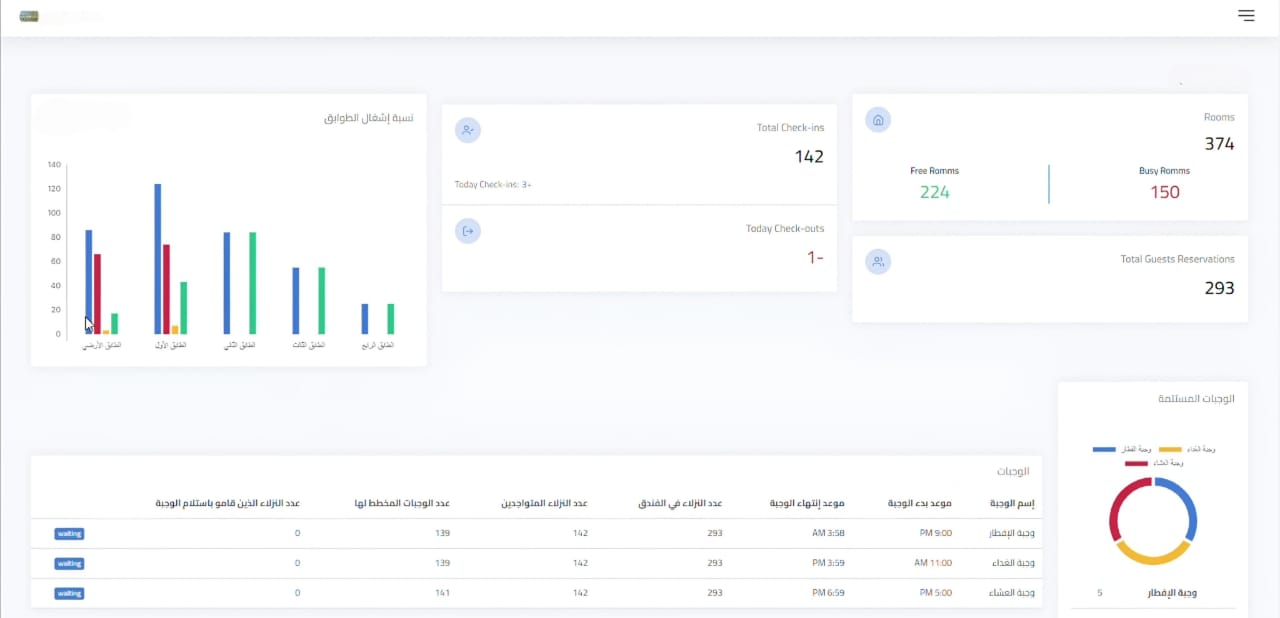 نسبة إشغال الطوابق
140
120
100
80
60
40
20
0
الطابق الأرضي
الطابق الأول
الطابق الثاني
الطابق الثالث
الطابق الرابع
Total Check-ins
142
Today Check-ins: 3+
Today Check-outs
1-
Rooms
374
Free Romms
224
Busy Romms
150
Total Guests Reservations
293
الوجبات
إسم الوجبة موعد بدء الوجبة موعد إنتهاء الوجبة عدد النزلاء في الفندق عدد النزلاء المتواجدين عدد الوجبات المخطط لها عدد النزلاء الذين قامو باستلام الوجبة
وجبة الإفطار PM 9:00 AM 3:58 293 142 139 0 waiting
وجبة الغداء AM 11:00 PM 3:59 293 142 139 0 waiting
وجبة العشاء PM 5:00 PM 6:59 293 142 141 0 waiting
الوجبات المستلمة
وجبة الغداء وجبة الفطار
وجبة العشاء
وجبة الإفطار 5